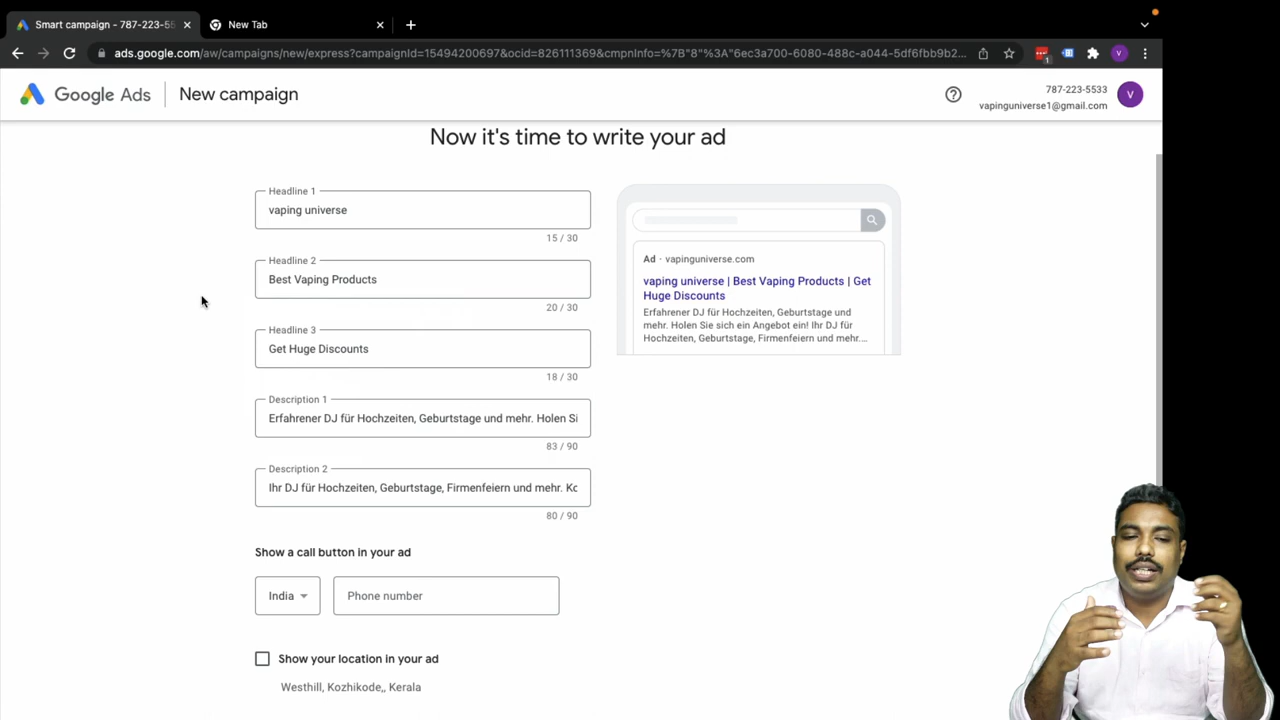 Smart campaign - 787-223-55
New Tab
ads.google.com/aw/campaigns/new/express?campaignId=15494200697&ocid=826111369&cmpnInfo=%7B"8"%3A"6ec3a700-6080-488c-a044-5df6fbb9b2...
1
V
Google Ads
New campaign
787-223-5533
vapinguniverse1@gmail.com
V
Now it's time to write your ad
Headline 1
vaping universe
15 / 30
Headline 2
Best Vaping Products
20 / 30
Headline 3
Get Huge Discounts
18 / 30
Description 1
Erfahrener DJ für Hochzeiten, Geburtstage und mehr. Holen Si
83 / 90
Description 2
Ihr DJ für Hochzeiten, Geburtstage, Firmenfeiern und mehr. Ko
80 / 90
Ad · vapinguniverse.com
vaping universe | Best Vaping Products | Get
Huge Discounts
Erfahrener DJ für Hochzeiten, Geburtstage und
mehr. Holen Sie sich ein Angebot ein! Ihr DJ für
Hochzeiten, Geburtstage, Firmenfeiern und mehr....
Show a call button in your ad
India
Phone number
Show your location in your ad
Westhill, Kozhikode,, Kerala